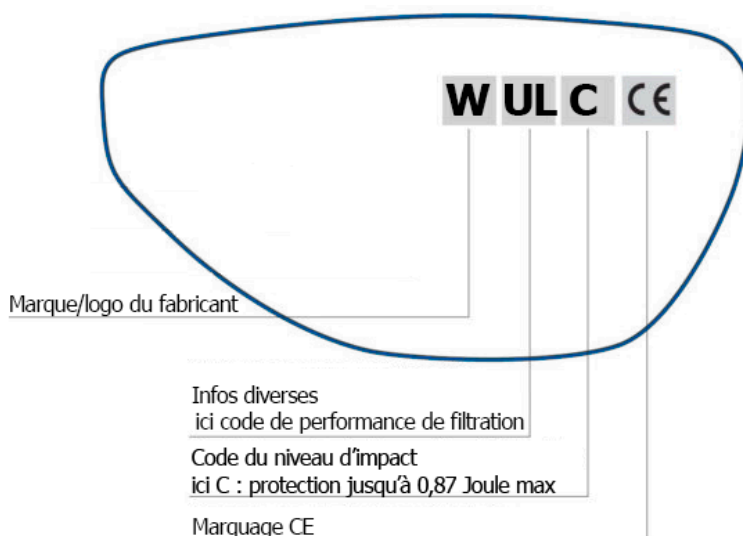 W UL C CE
Marque/logo du fabricant
Infos diverses
ici code de performance de filtration
Code du niveau d'impact
ici C : protection jusqu'à 0,87 Joule max
Marquage CE